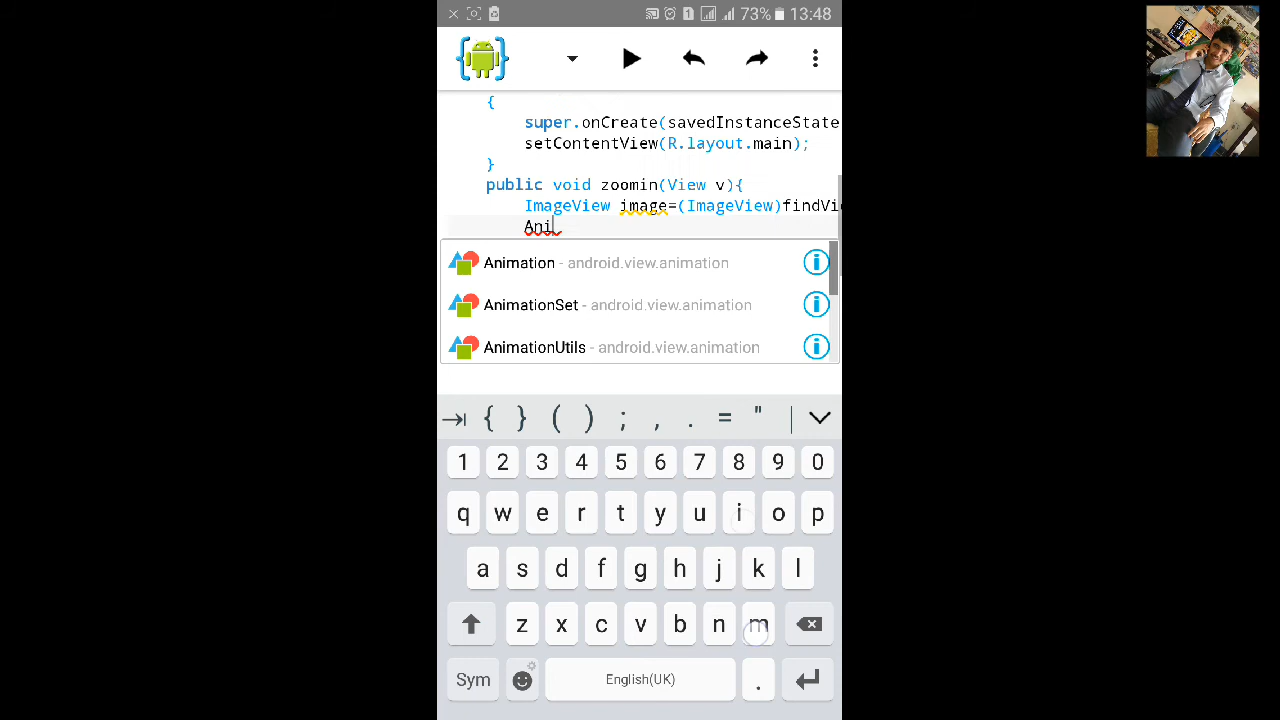 73% 13:48
{
super.onCreate(savedInstanceState
setContentView(R.layout.main);
}
public void zoomin(View v){
ImageView image=(ImageView)findVi
Ani
Animation - android.view.animation
AnimationSet - android.view.animation
AnimationUtils - android.view.animation
{ } ( ) ; , . = "
1 2 3 4 5 6 7 8 9 0
q w e r t y u i o p
a s d f g h j k l
z x c v b n m
Sym English(UK) .